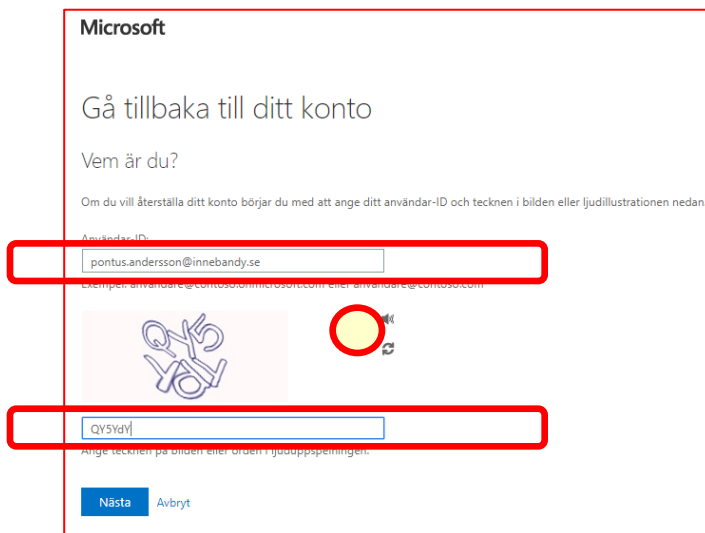 Microsoft
Gå tillbaka till ditt konto
Vem är du?
Om du vill återställa ditt konto börjar du med att ange ditt användar-ID och tecknen i bilden eller ljudillustrationen nedan.
Användar-ID:
pontus.andersson@innebandy.se
Exempel: användare@contoso.onmicrosoft.com eller användare@contoso.com
QY5YdY
Ange tecknen på bilden eller orden i ljuduppspelningen.
Nästa Avbryt